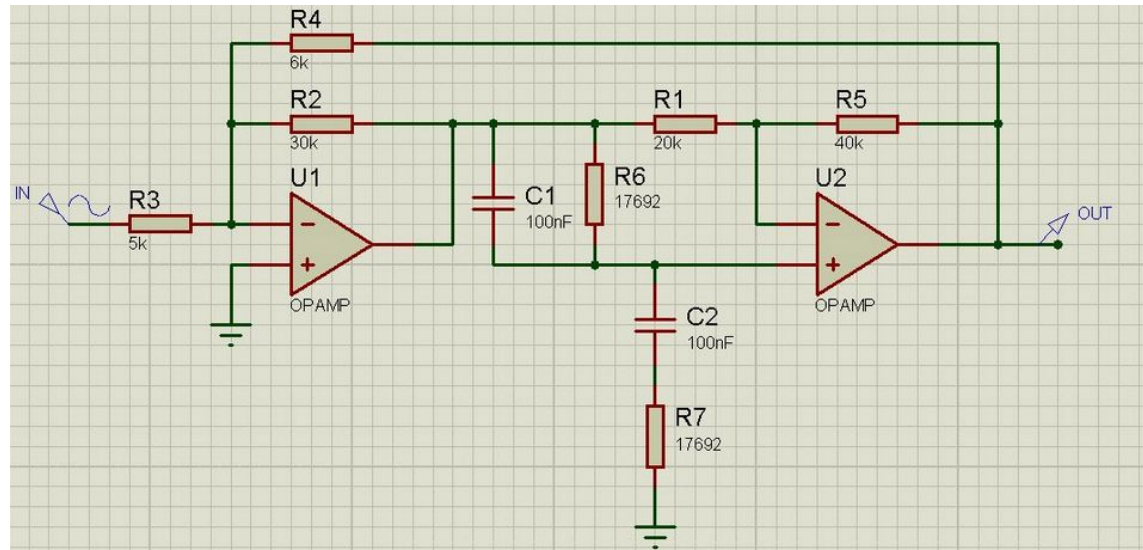 R4
6k
R2
30k
R1
20k
R5
40k
IN
R3
5k
U1
OPAMP
C1
100nF
R6
17692
U2
OPAMP
OUT
C2
100nF
R7
17692